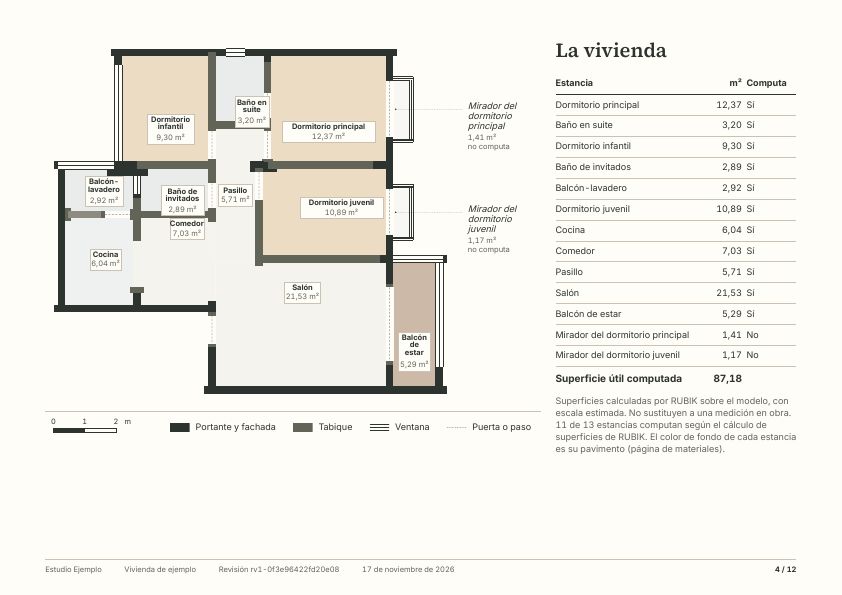 La vivienda
Estancia m² Computa
Dormitorio principal 12,37 Sí
Baño en suite 3,20 Sí
Dormitorio infantil 9,30 Sí
Baño de invitados 2,89 Sí
Balcón-lavadero 2,92 Sí
Dormitorio juvenil 10,89 Sí
Cocina 6,04 Sí
Comedor 7,03 Sí
Pasillo 5,71 Sí
Salón 21,53 Sí
Balcón de estar 5,29 Sí
Mirador del dormitorio principal 1,41 No
Mirador del dormitorio juvenil 1,17 No
Superficie útil computada 87,18
Superficies calculadas por RUBIK sobre el modelo, con
escala estimada. No sustituyen a una medición en obra.
11 de 13 estancias computan según el cálculo de
superficies de RUBIK. El color de fondo de cada estancia
es su pavimento (página de materiales).
Dormitorio
infantil
9,30 m²
Baño en
suite
3,20 m²
Dormitorio principal
12,37 m²
Mirador del
dormitorio
principal
1,41 m²
no computa
Balcón-
lavadero
2,92 m²
Baño de
invitados
2,89 m²
Pasillo
5,71 m²
Dormitorio juvenil
10,89 m²
Mirador del
dormitorio
juvenil
1,17 m²
no computa
Comedor
7,03 m²
Cocina
6,04 m²
Salón
21,53 m²
Balcón
de
estar
5,29 m²
0 1 2 m
Portante y fachada
Tabique
Ventana
Puerta o paso
Estudio Ejemplo
Vivienda de ejemplo
Revisión rv1-0f3e96422fd20e08
17 de noviembre de 2026
4 / 12